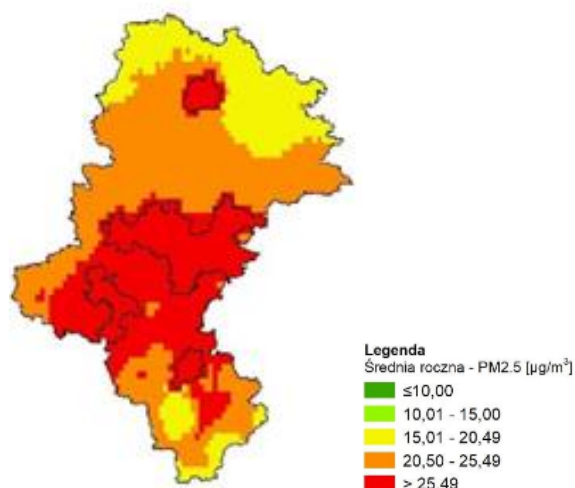 Legenda
Średnia roczna - PM2.5 [µg/m³]
≤10,00
10,01 - 15,00
15,01 - 20,49
20,50 - 25,49
> 25,49